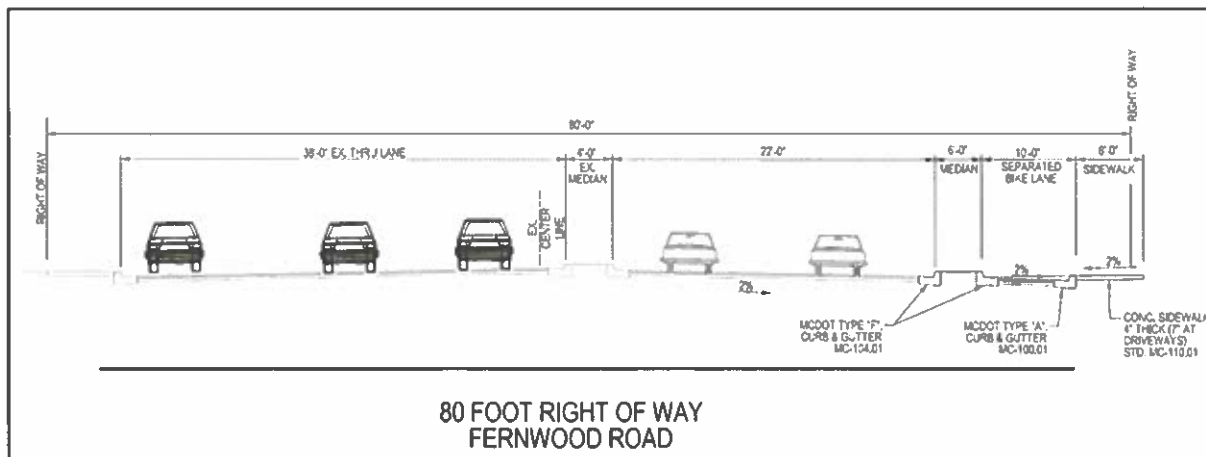 RIGHT OF WAY
80'-0"
38'-0" EX. THRU LANE
4'-0"
EX.
MEDIAN
22'-0"
6'-0"
MEDIAN
10'-0"
SEPARATED
BIKE LANE
6'-0"
SIDEWALK
RIGHT OF WAY
EX.
CENTER
LINE
2%
2%
2%
MCDOT TYPE "F",
CURB & GUTTER
MC-104.01
MCDOT TYPE "A",
CURB & GUTTER
MC-100.01
CONC. SIDEWALK
4" THICK (7" AT
DRIVEWAYS)
STD. MC-110.01
80 FOOT RIGHT OF WAY
FERNWOOD ROAD